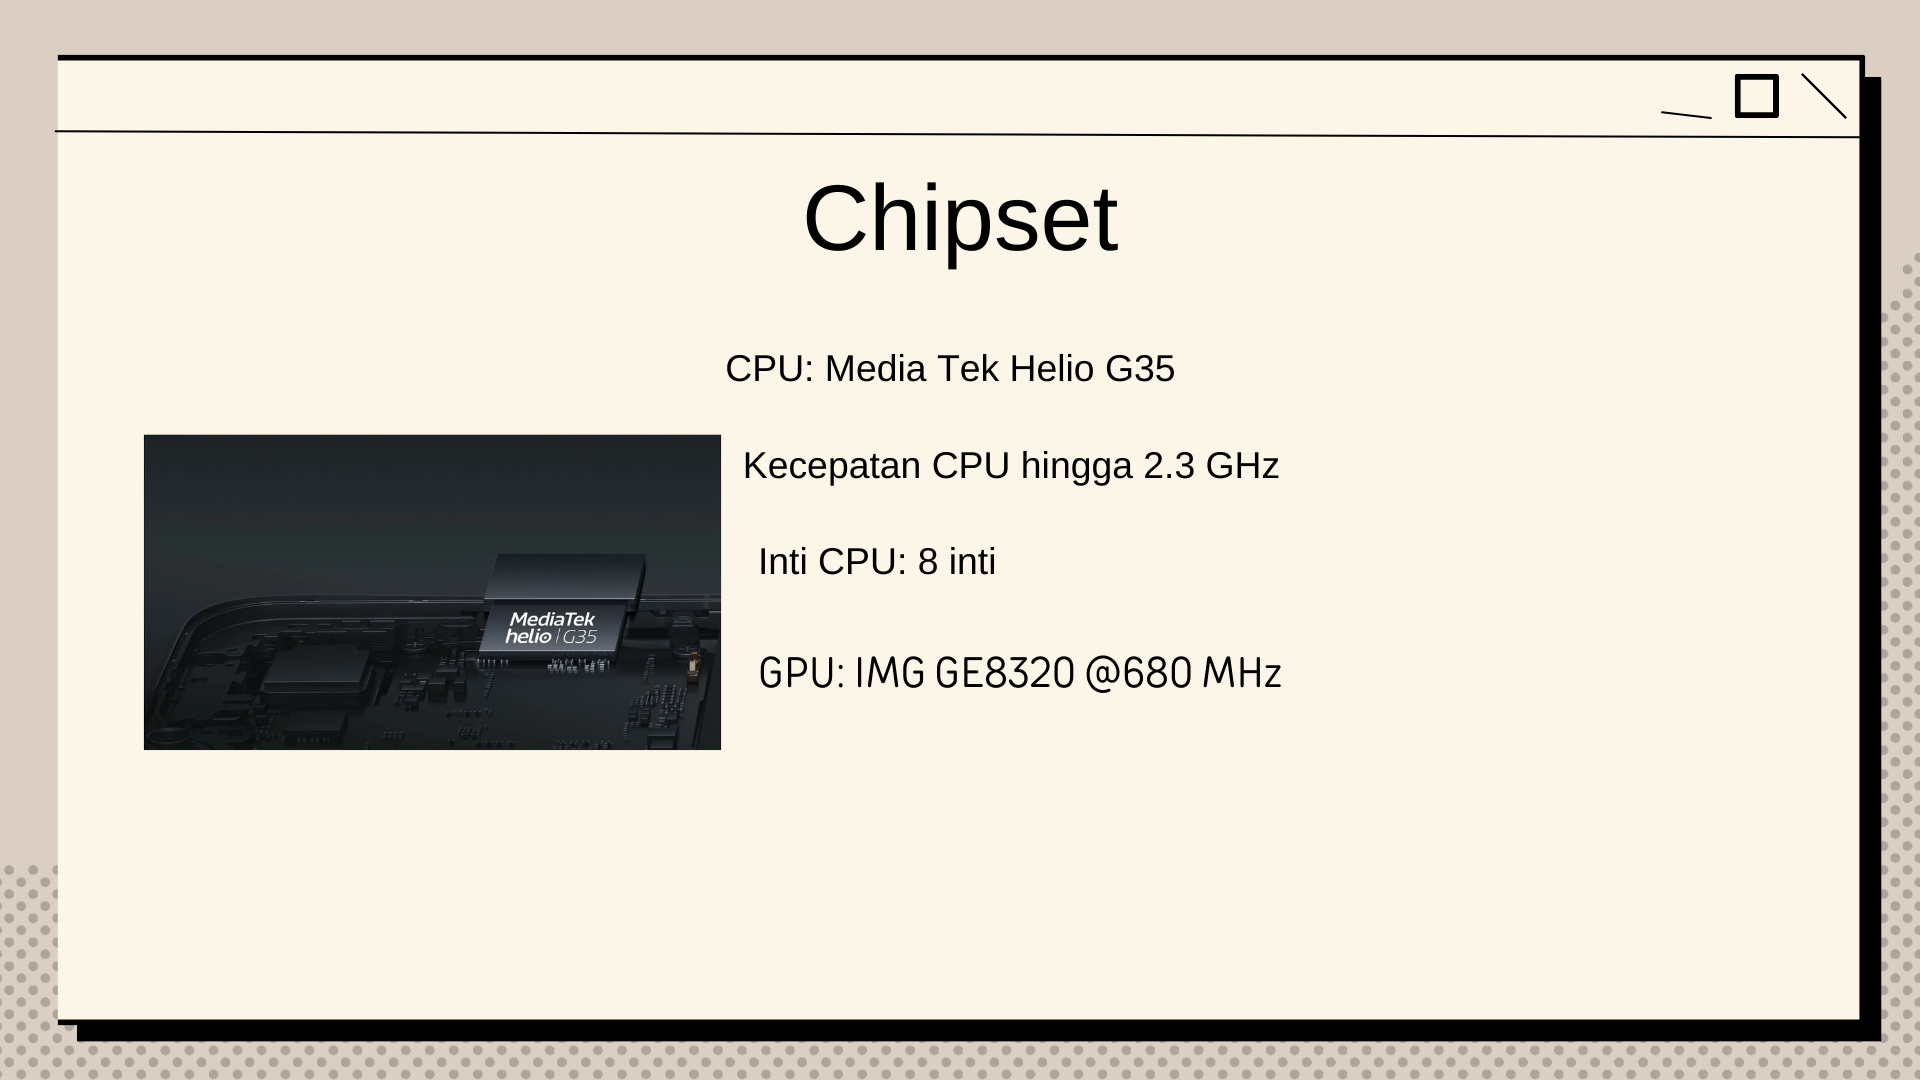 Chipset
CPU: Media Tek Helio G35
Kecepatan CPU hingga 2.3 GHz
Inti CPU: 8 inti
MediaTek
helio | G35
GPU: IMG GE8320 @680 MHz